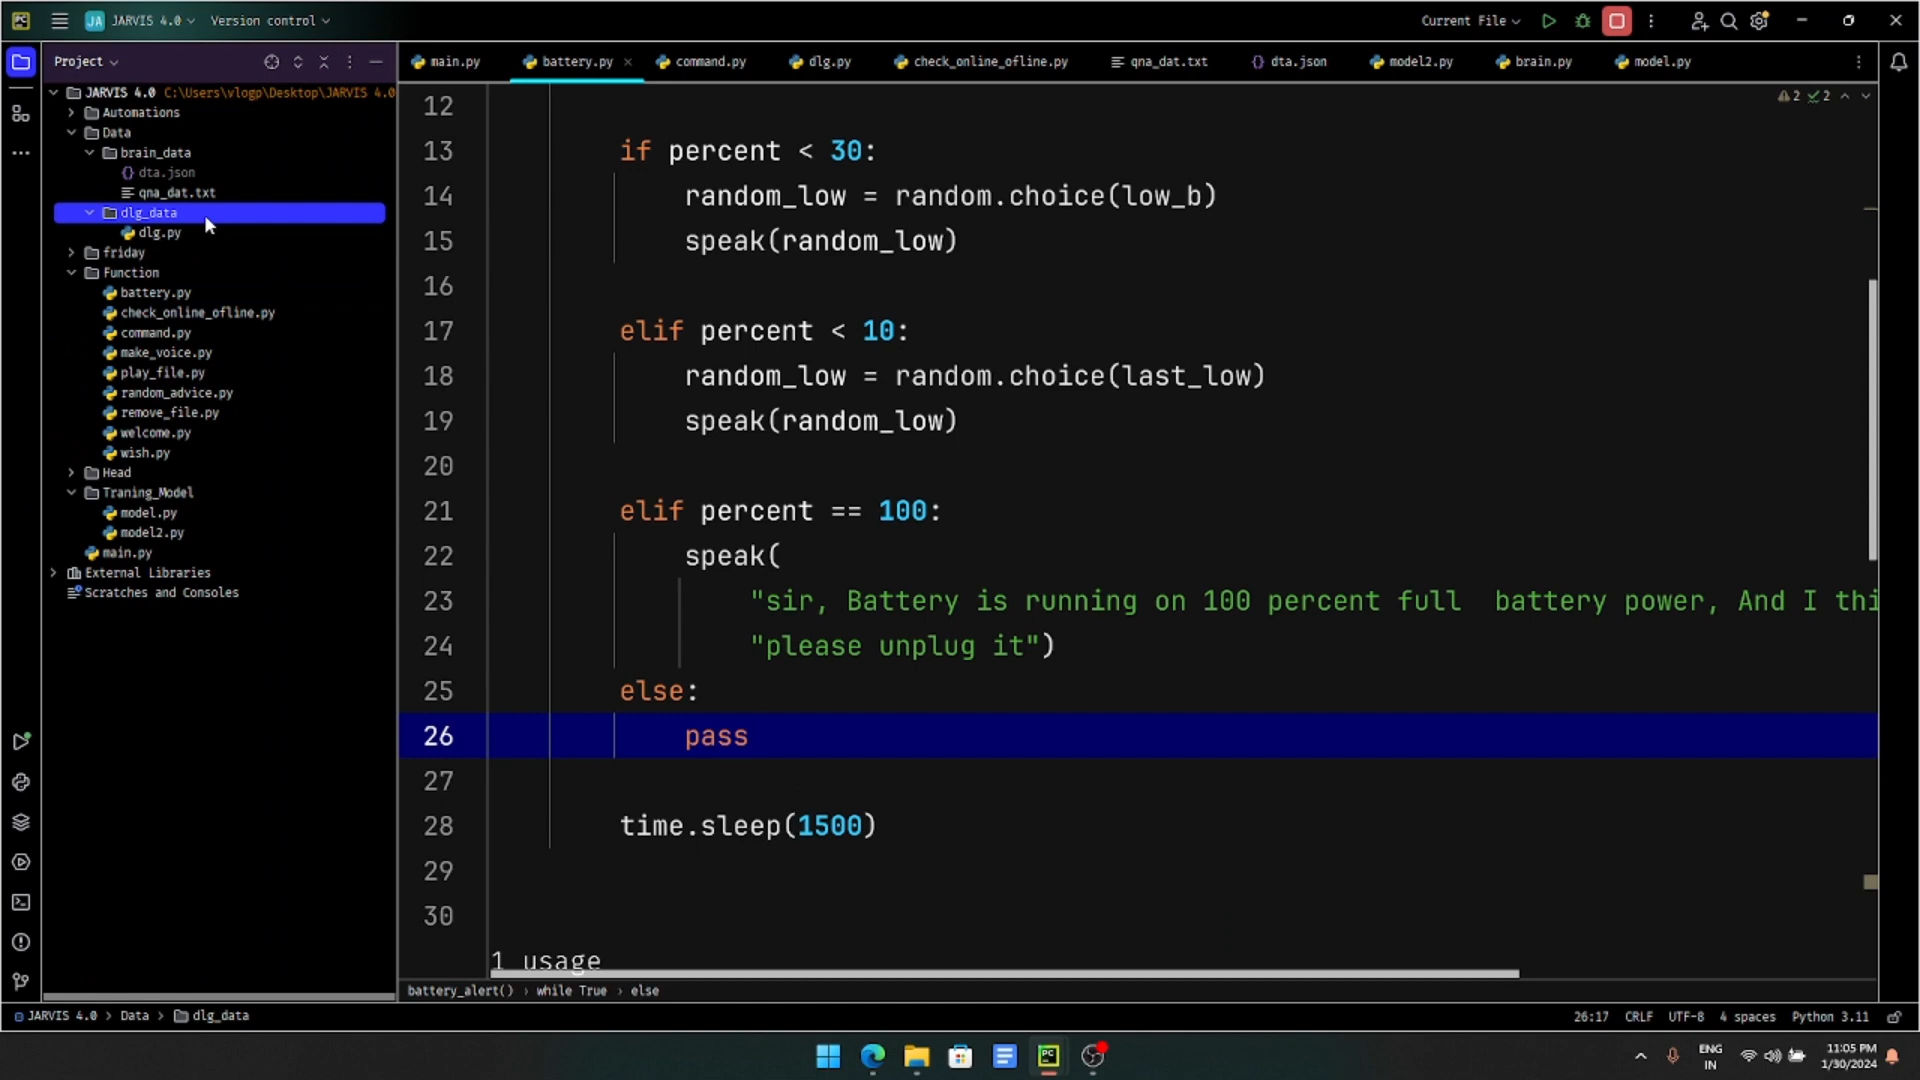 PC JA JARVIS 4.0 Version control Current File
Project
main.py battery.py command.py dlg.py check_online_ofline.py qna_dat.txt {} dta.json model2.py brain.py model.py
JARVIS 4.0 C:\Users\vlogp\Desktop\JARVIS 4.0
Automations
Data
brain_data
{} dta.json
qna_dat.txt
dlg_data
dlg.py
friday
Function
battery.py
check_online_ofline.py
command.py
make_voice.py
play_file.py
random_advice.py
remove_file.py
welcome.py
wish.py
Head
Traning_Model
model.py
model2.py
main.py
External Libraries
Scratches and Consoles
2 2
12
13 if percent < 30:
14 random_low = random.choice(low_b)
15 speak(random_low)
16
17 elif percent < 10:
18 random_low = random.choice(last_low)
19 speak(random_low)
20
21 elif percent == 100:
22 speak(
23 "sir, Battery is running on 100 percent full  battery power, And I thi
24 "please unplug it")
25 else:
26 pass
27
28 time.sleep(1500)
29
30
1 usage
battery_alert() › while True › else
JARVIS 4.0 > Data > dlg_data 26:17 CRLF UTF-8 4 spaces Python 3.11
PC
ENG
IN
11:05 PM
1/30/2024